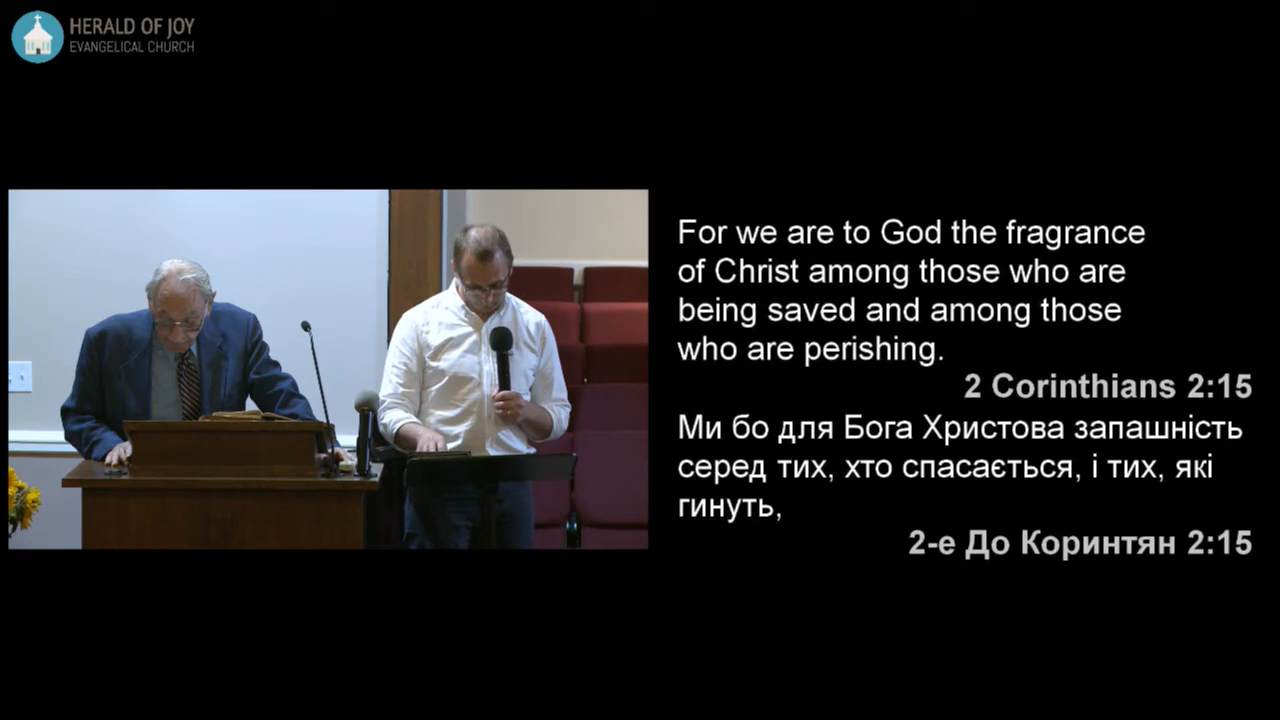 HERALD OF JOY
EVANGELICAL CHURCH
For we are to God the fragrance
of Christ among those who are
being saved and among those
who are perishing.
2 Corinthians 2:15
Ми бо для Бога Христова запашність
серед тих, хто спасається, і тих, які
гинуть,
2-е До Коринтян 2:15